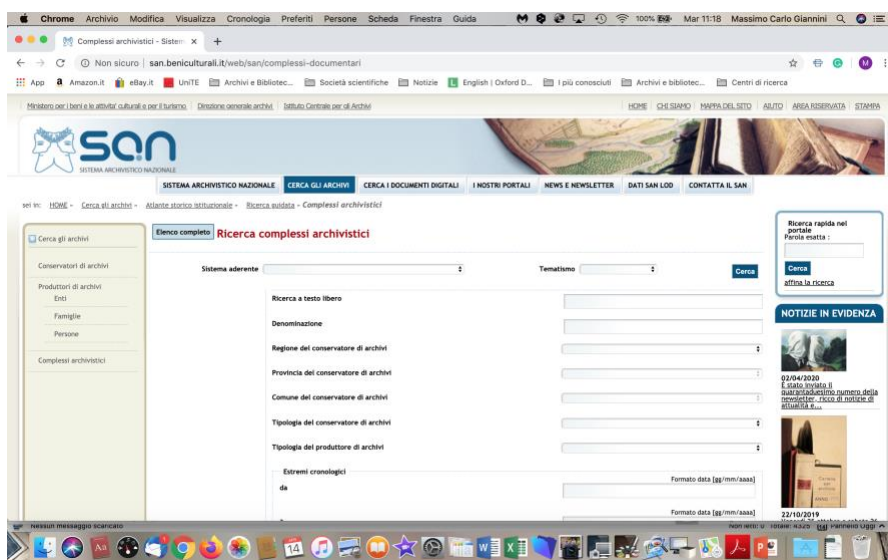 Chrome Archivio Modifica Visualizza Cronologia Preferiti Persone Scheda Finestra Guida 100% Mar 11:18 Massimo Carlo Giannini
Complessi archivistici - Sistem
Non sicuro | san.beniculturali.it/web/san/complessi-documentari
App Amazon.it eBay.it UniTE Archivi e Bibliotec... Società scientifiche Notizie English | Oxford D... I più conosciuti Archivi e bibliotec... Centri di ricerca
Ministero per i beni e le attivita' culturali e per il turismo Direzione generale archivi Istituto Centrale per gli Archivi HOME CHI SIAMO MAPPA DEL SITO AIUTO AREA RISERVATA STAMPA
san
SISTEMA ARCHIVISTICO NAZIONALE
SISTEMA ARCHIVISTICO NAZIONALE CERCA GLI ARCHIVI CERCA I DOCUMENTI DIGITALI I NOSTRI PORTALI NEWS E NEWSLETTER DATI SAN LOD CONTATTA IL SAN
sei in: HOME - Cerca gli archivi - Atlante storico istituzionale - Ricerca guidata - Complessi archivistici
Cerca gli archivi
Conservatori di archivi
Produttori di archivi
Enti
Famiglie
Persone
Complessi archivistici
Elenco completo Ricerca complessi archivistici
Sistema aderente Tematismo Cerca
Ricerca a testo libero
Denominazione
Regione del conservatore di archivi
Provincia del conservatore di archivi
Comune del conservatore di archivi
Tipologia del conservatore di archivi
Tipologia del produttore di archivi
Estremi cronologici
Formato data [gg/mm/aaaa]
da
Formato data [gg/mm/aaaa]
Ricerca rapida nel
portale
Parola esatta :
Cerca
affina la ricerca
NOTIZIE IN EVIDENZA
02/04/2020
È stato inviato il
quarantaduesimo numero della
newsletter, ricco di notizie di
attualità e...
22/10/2019
Nessun messaggio scaricato Non letti: 0 Totale: 4325 Pannello Oggi
14